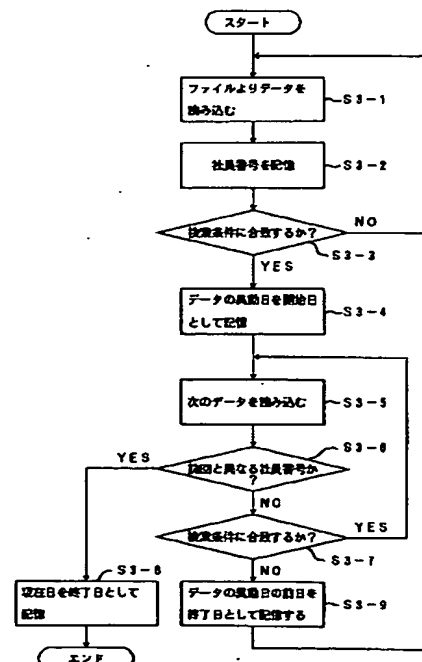 スタート
ファイルよりデータを
読み込む
S3-1
社員番号を記憶
S3-2
検索条件に合致するか?
NO
S3-3
YES
データの異動日を開始日
として記憶
S3-4
次のデータを読み込む
S3-5
S3-6
YES
前回と異なる社員番号か
?
NO
検索条件に合致するか?
YES
S3-7
NO
S3-8
現在日を終了日として
記憶
データの異動日の前日を
終了日として記憶する
S3-9
エンド